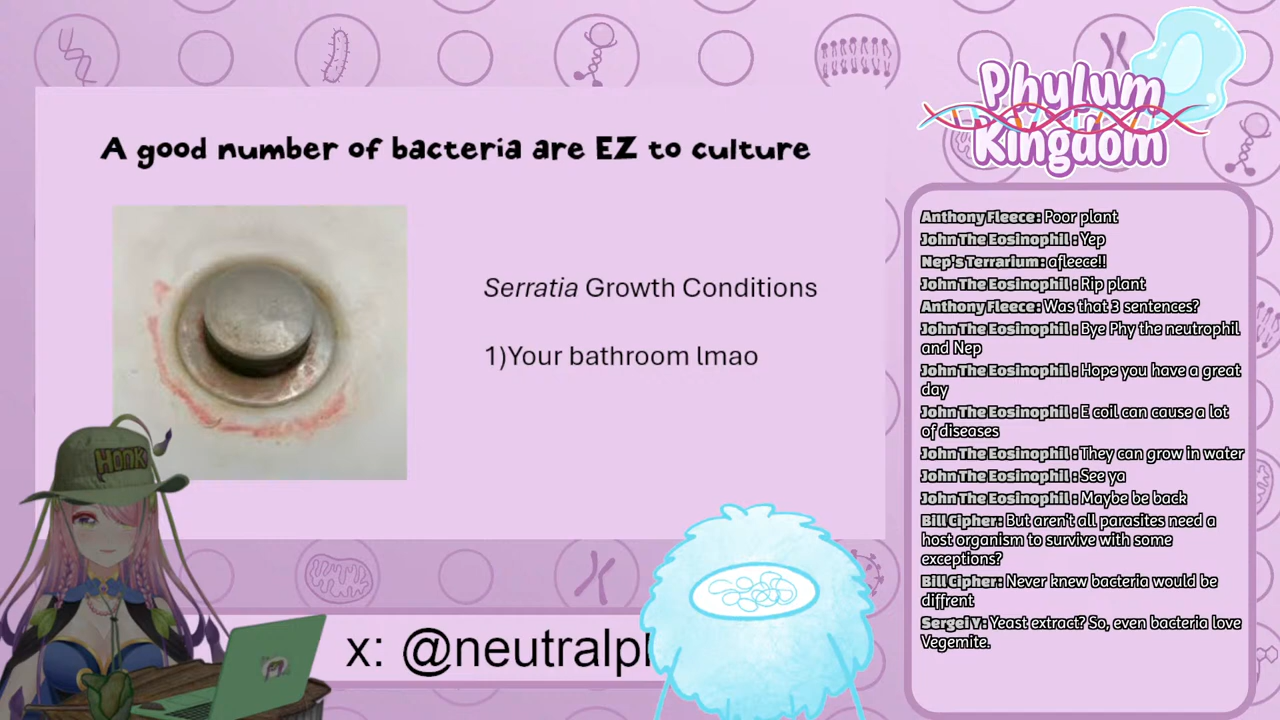 Phylum
Kingdom
A good number of bacteria are EZ to culture
Serratia Growth Conditions
1)Your bathroom lmao
HONK
x: @neutralp
Anthony Fleece: Poor plant
John The Eosinophil : Yep
Nep's Terrarium: afleece!!
John The Eosinophil : Rip plant
Anthony Fleece: Was that 3 sentences?
John The Eosinophil : Bye Phy the neutrophil
and Nep
John The Eosinophil : Hope you have a great
day
John The Eosinophil : E coil can cause a lot
of diseases
John The Eosinophil : They can grow in water
John The Eosinophil : See ya
John The Eosinophil : Maybe be back
Bill Cipher: But aren't all parasites need a
host organism to survive with some
exceptions?
Bill Cipher: Never knew bacteria would be
diffrent
Sergei Y: Yeast extract? So, even bacteria love
Vegemite.